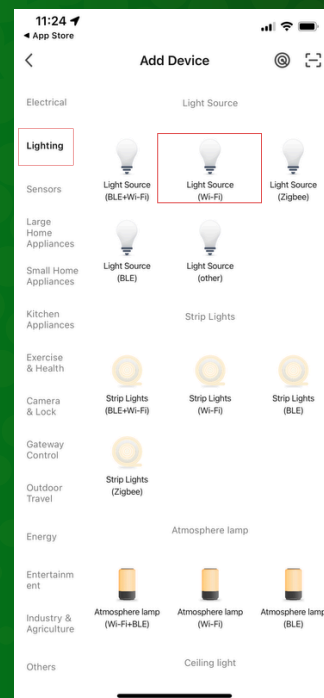 11:24
◀ App Store
Add Device
Electrical
Light Source
Lighting
Light Source
(BLE+Wi-Fi)
Light Source
(Wi-Fi)
Light Source
(Zigbee)
Sensors
Large
Home
Appliances
Light Source
(BLE)
Light Source
(other)
Small Home
Appliances
Kitchen
Appliances
Strip Lights
Exercise
& Health
Strip Lights
(BLE+Wi-Fi)
Strip Lights
(Wi-Fi)
Strip Lights
(BLE)
Camera
& Lock
Gateway
Control
Strip Lights
(Zigbee)
Outdoor
Travel
Energy
Atmosphere lamp
Entertainm
ent
Atmosphere lamp
(Wi-Fi+BLE)
Atmosphere lamp
(Wi-Fi)
Atmosphere lamp
(BLE)
Industry &
Agriculture
Others
Ceiling light